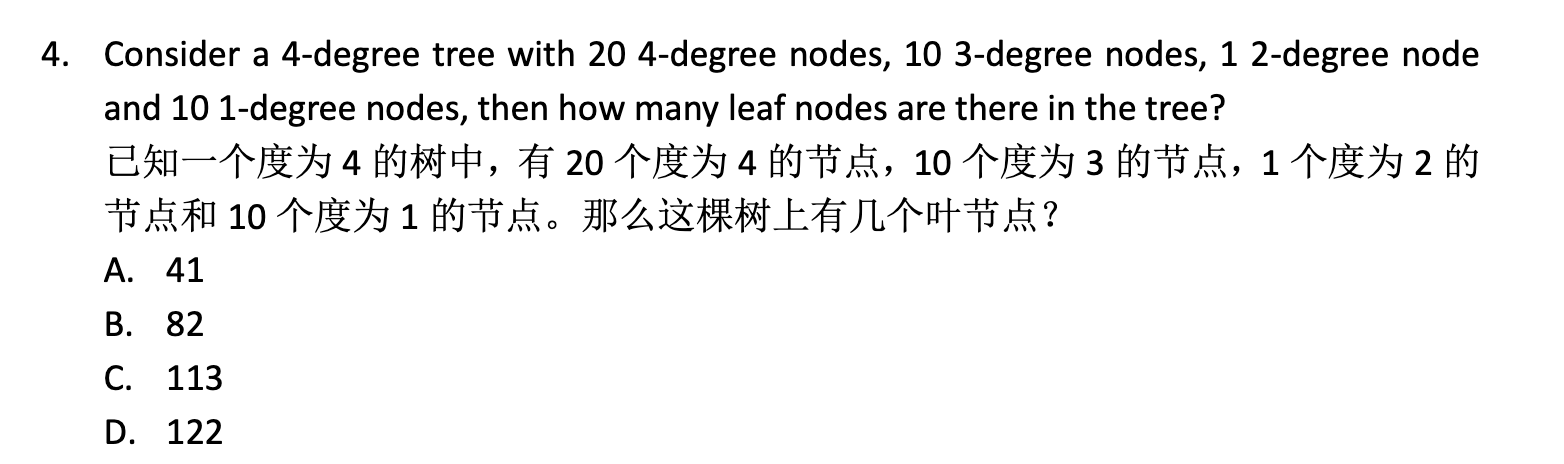 4. Consider a 4-degree tree with 20 4-degree nodes, 10 3-degree nodes, 1 2-degree node
and 10 1-degree nodes, then how many leaf nodes are there in the tree?
已知一个度为 4 的树中，有 20 个度为 4 的节点，10 个度为 3 的节点，1 个度为 2 的
节点和 10 个度为 1 的节点。那么这棵树上有几个叶节点？
A. 41
B. 82
C. 113
D. 122